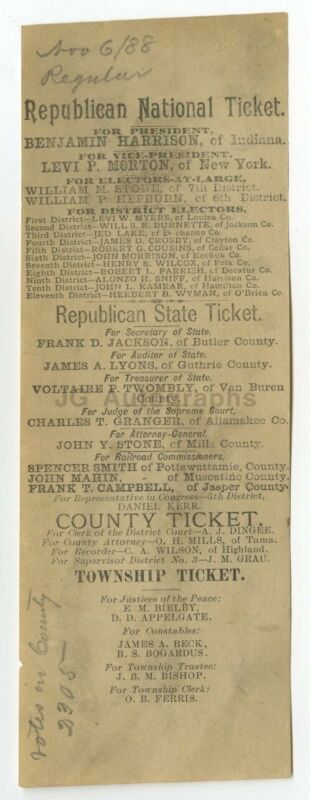 Nov 6/88
Regular
Republican National Ticket.
FOR PRESIDENT,
BENJAMIN HARRISON, of Indiana.
FOR VICE-PRESIDENT,
LEVI P. MORTON, of New York.
FOR ELECTORS-AT-LARGE,
WILLIAM M. STONE, of 7th District.
WILLIAM P. HEPBURN, of 8th District.
FOR DISTRICT ELECTORS,
First District—LEVI W. MYERS, of Louisa Co.
Second District—WILL S. R. BURNETTE, of Jackson Co.
Third District—JED LAKE, of Buchanan Co.
Fourth District—JAMES O. CROSBY, of Clayton Co.
Fifth District—ROBERT G. COUSINS, of Cedar Co.
Sixth District—JOHN MORRISON, of Keokuk Co.
Seventh District—HENRY S. WILCOX, of Polk Co.
Eighth District—ROBERT L. PARRISH, of Decatur Co.
Ninth District—ALONZO H. SNIFF, of Harrison Co.
Tenth District—JOHN L. KAMRAR, of Hamilton Co.
Eleventh District—HERBERT B. WYMAN, of O'Brien Co.
Republican State Ticket.
For Secretary of State.
FRANK D. JACKSON, of Butler County.
For Auditor of State,
JAMES A. LYONS, of Guthrie County.
For Treasurer of State,
VOLTAIRE P. TWOMBLY, of Van Buren
County.
JG Autographs
For Judge of the Supreme Court,
CHARLES T. GRANGER, of Allamakee Co.
For Attorney-General,
JOHN Y. STONE, of Mills County.
For Railroad Commissioners,
SPENCER SMITH of Pottawattamie, County.
JOHN MAHIN, - - of Muscatine County.
FRANK T. CAMPBELL, of Jasper County.
For Representative in Congress—5th District,
DANIEL KERR.
COUNTY TICKET
For Clerk of the District Court—A. J. DINGEE.
For County Attorney—O. H. MILLS, of Tama.
For Recorder—C. A. WILSON, of Highland.
For Supervisor District No. 3—J. M. GRAU.
TOWNSHIP TICKET.
For Justices of the Peace:
E. M. BIELBY.
D. D. APPELGATE.
For Constables:
JAMES A. BECK,
B. S. BOGARDUS.
For Township Trustee:
J. B. M. BISHOP.
For Township Clerk:
O. B. FERRIS.
votes in County
2305